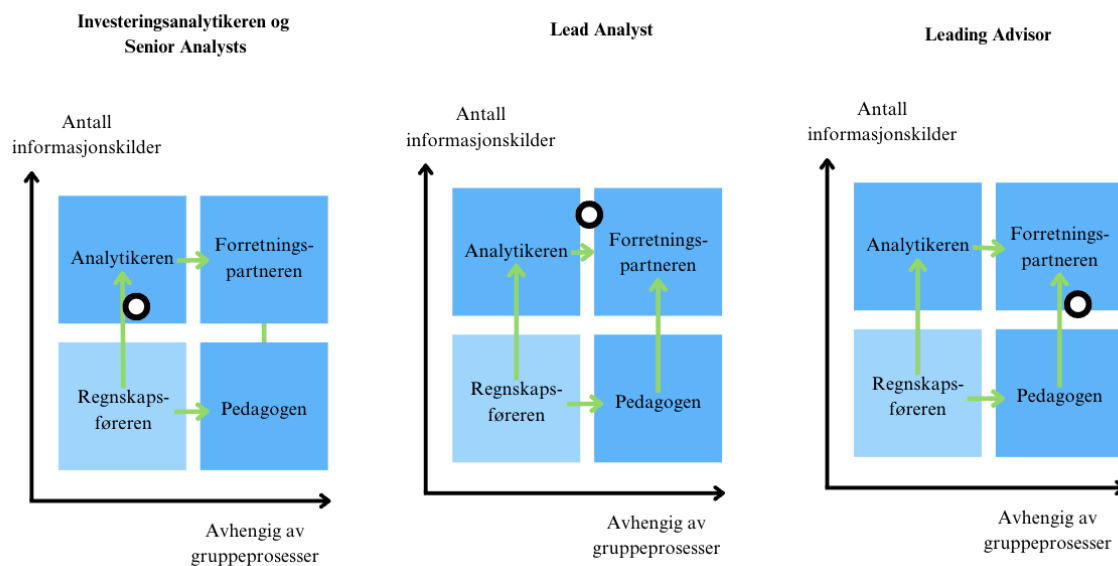 Investeringsanalytikeren og
Senior Analysts
Antall
informasjonskilder
Analytikeren
Forretnings-
partneren
Regnskaps-
føreren
Pedagogen
Avhengig av
gruppeprosesser
Lead Analyst
Antall
informasjonskilder
Analytikeren
Forretnings-
partneren
Regnskaps-
føreren
Pedagogen
Avhengig av
gruppeprosesser
Leading Advisor
Antall
informasjonskilder
Analytikeren
Forretnings-
partneren
Regnskaps-
føreren
Pedagogen
Avhengig av
gruppeprosesser